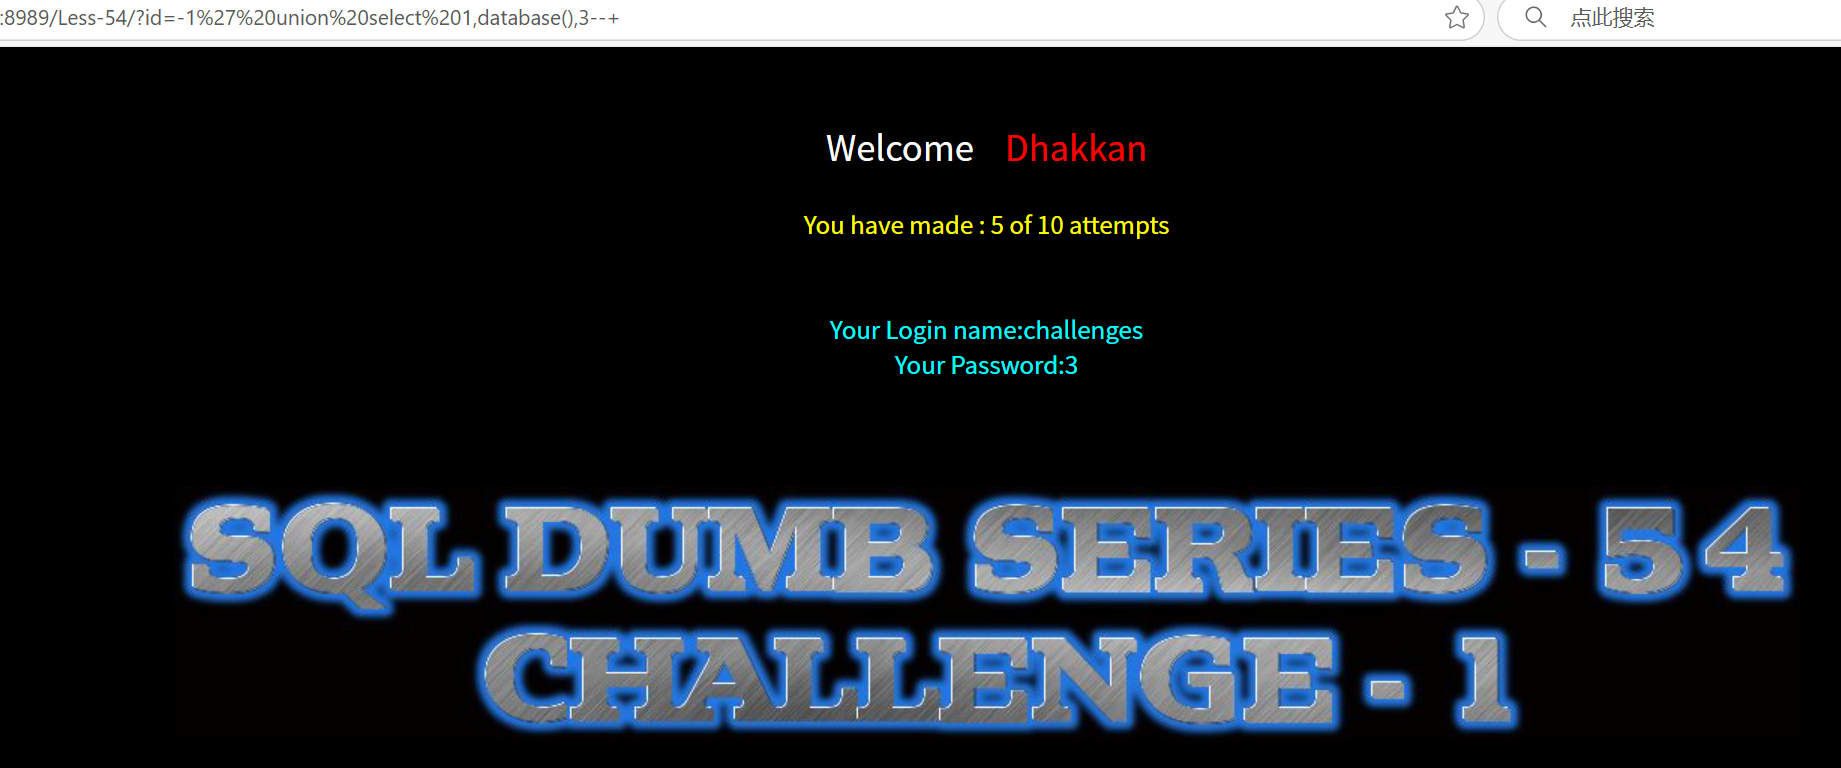 :8989/Less-54/?id=-1%27%20union%20select%201,database(),3--+
点此搜索
Welcome Dhakkan
You have made : 5 of 10 attempts
Your Login name:challenges
Your Password:3
SQL DUMB SERIES - 54
CHALLENGE - 1